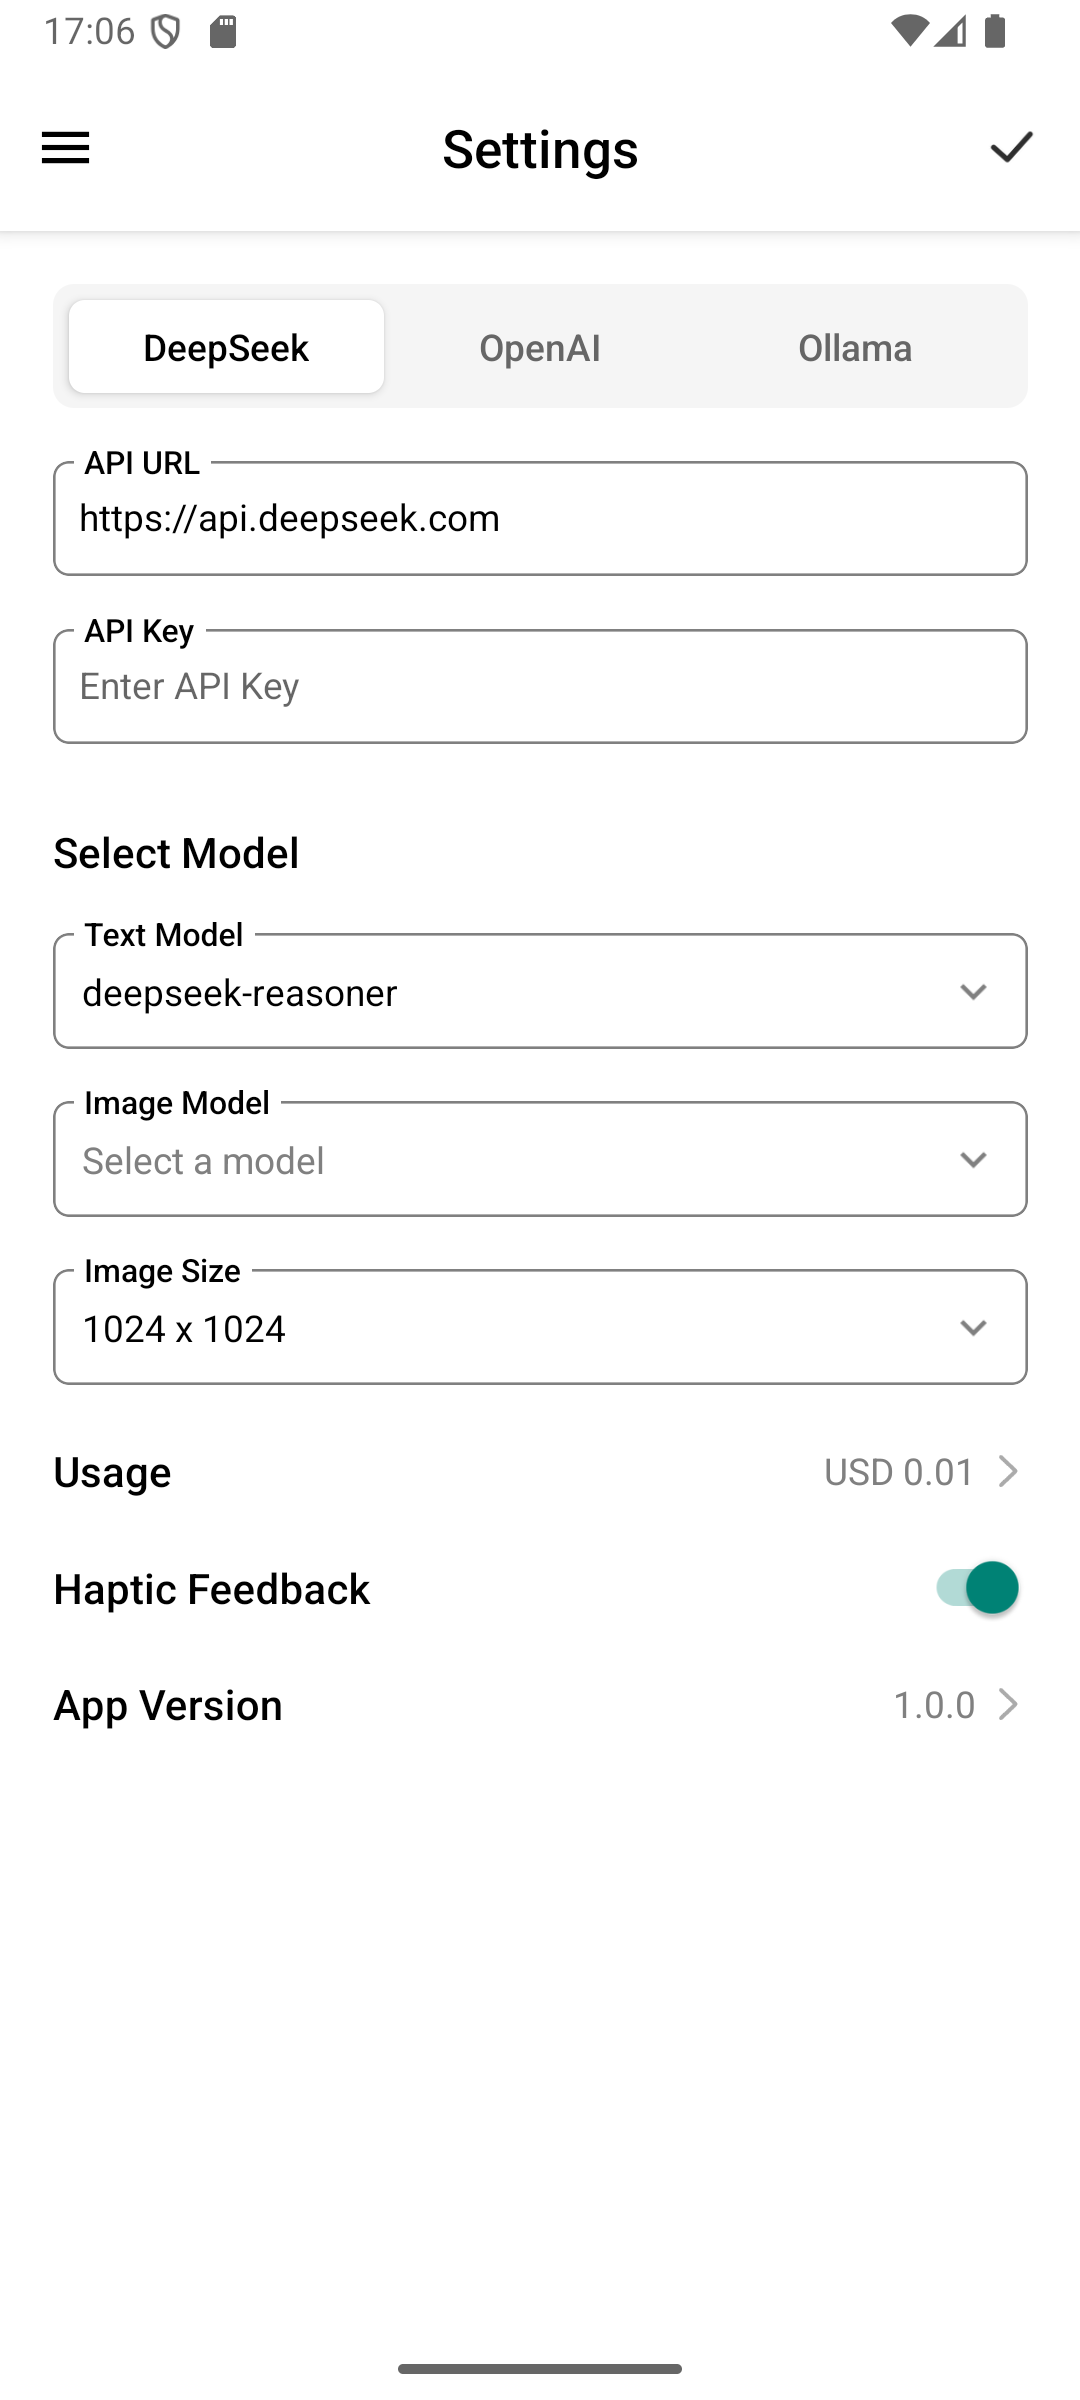 17:06
Settings
DeepSeek OpenAI Ollama
API URL
https://api.deepseek.com
API Key
Enter API Key
Select Model
Text Model
deepseek-reasoner
Image Model
Select a model
Image Size
1024 x 1024
Usage USD 0.01
Haptic Feedback
App Version 1.0.0